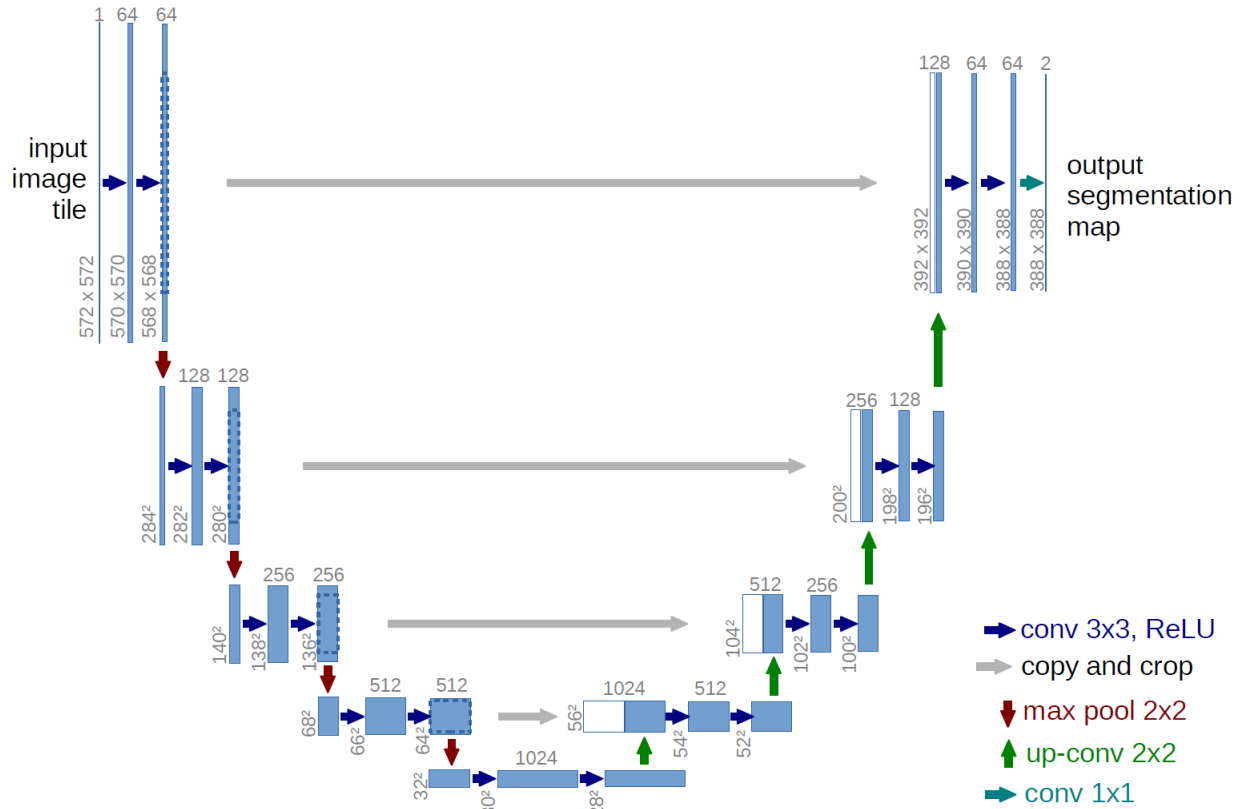 1 64 64
input
image
tile
572 x 572
570 x 570
568 x 568
128 64 64 2
392 x 392
390 x 390
388 x 388
388 x 388
output
segmentation
map
128 128
284²
282²
280²
256 128
200²
198²
196²
256 256
140²
138²
136²
512 256
104²
102²
100²
512 512
68²
66²
64²
1024 512
56²
54²
52²
1024
32²
conv 3x3, ReLU
copy and crop
max pool 2x2
up-conv 2x2
conv 1x1